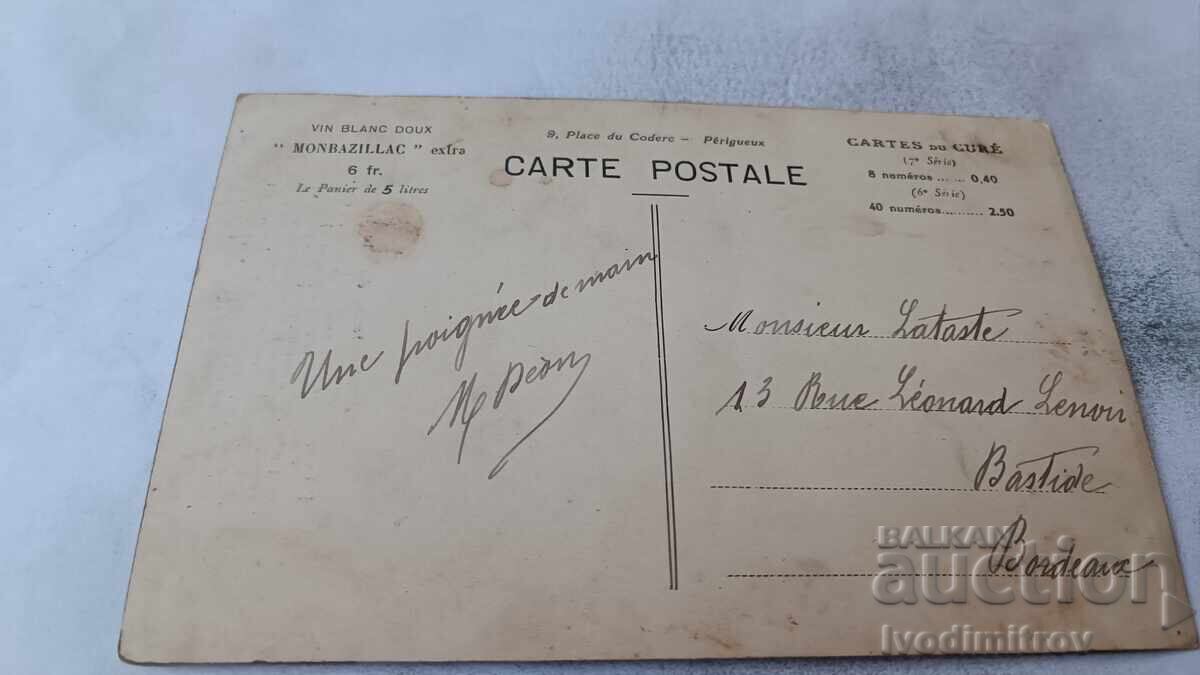 VIN BLANC DOUX
" MONBAZILLAC " extra
6 fr.
Le Panier de 5 litres
9, Place du Coderc — Périgueux
CARTE POSTALE
CARTES DU CURÉ
(7e Série)
8 numéros ...... 0,40
(6e Série)
40 numéros.......... 2.50
Une poignée de main
Monsieur Lataste
13 Rue Léonard Lenoir
Bastide
Bordeaux
BALKAN
auction
Ivodimitrov